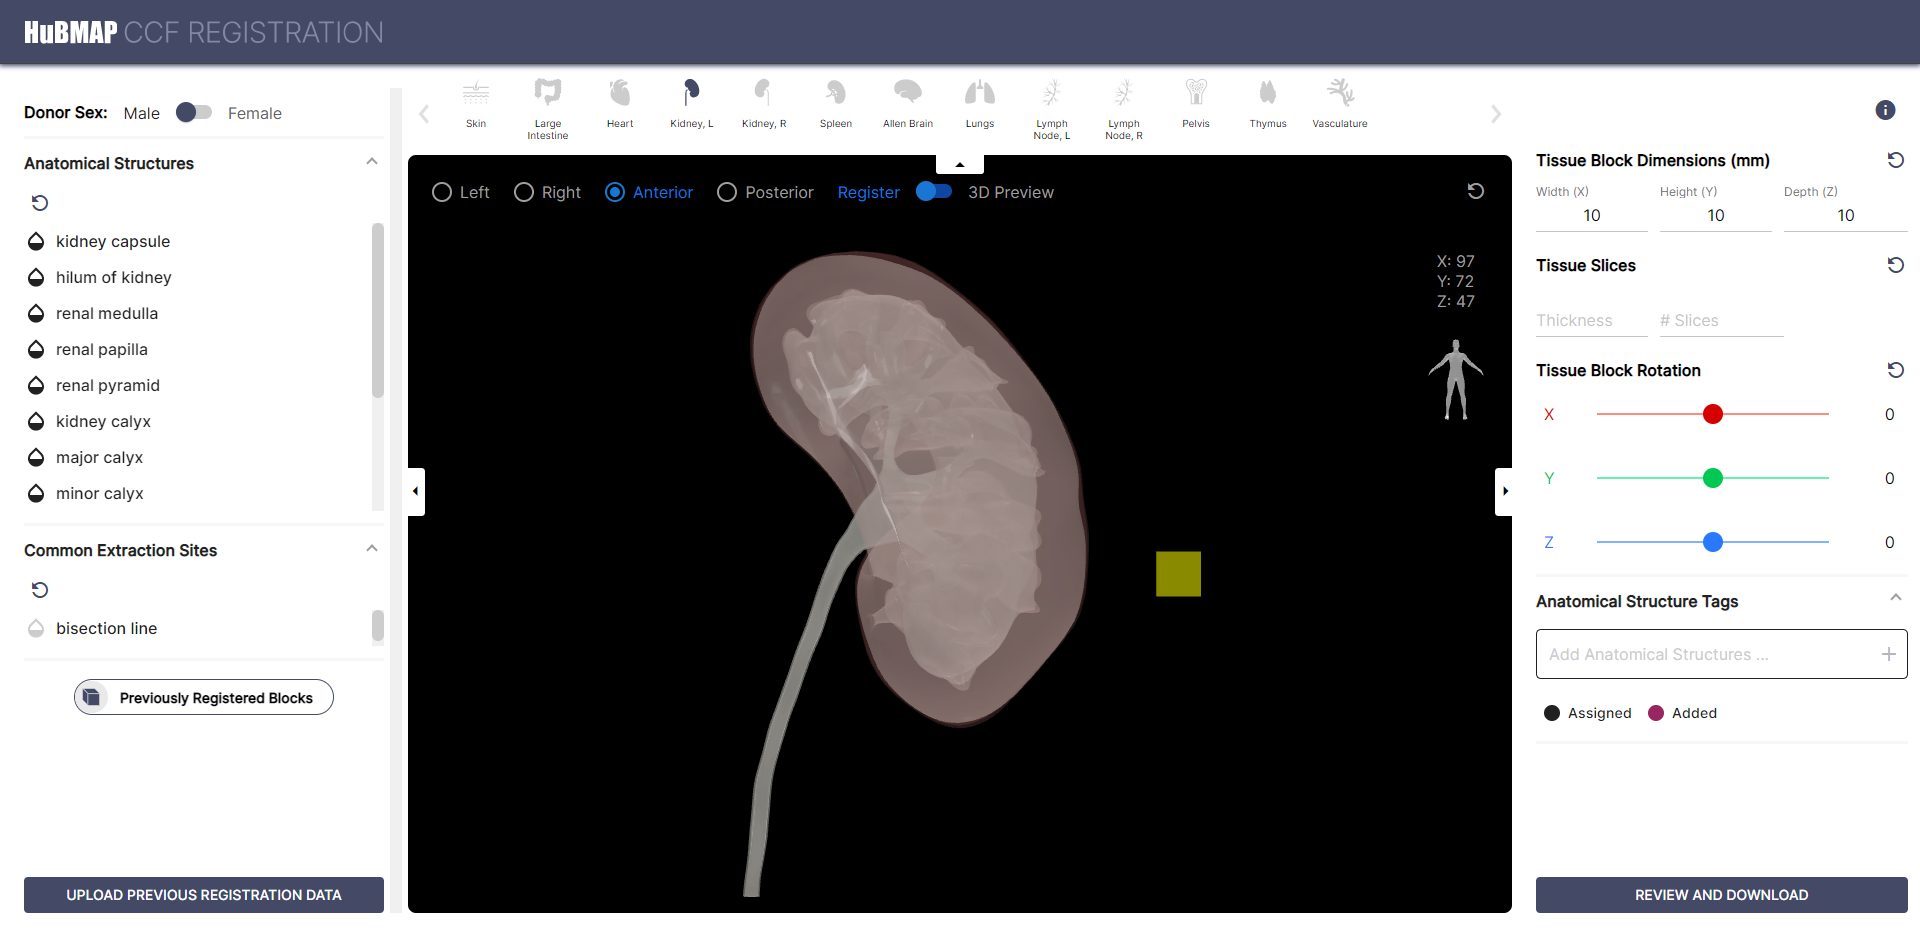 HuBMAP CCF REGISTRATION
Donor Sex: Male Female
Anatomical Structures
kidney capsule
hilum of kidney
renal medulla
renal papilla
renal pyramid
kidney calyx
major calyx
minor calyx
Common Extraction Sites
bisection line
Previously Registered Blocks
UPLOAD PREVIOUS REGISTRATION DATA
Skin
Large
Intestine
Heart
Kidney, L
Kidney, R
Spleen
Allen Brain
Lungs
Lymph
Node, L
Lymph
Node, R
Pelvis
Thymus
Vasculature
Left Right Anterior Posterior Register 3D Preview
X: 97
Y: 72
Z: 47
Tissue Block Dimensions (mm)
Width (X) Height (Y) Depth (Z)
10 10 10
Tissue Slices
Thickness # Slices
Tissue Block Rotation
X 0
Y 0
Z 0
Anatomical Structure Tags
Add Anatomical Structures ... +
Assigned Added
REVIEW AND DOWNLOAD